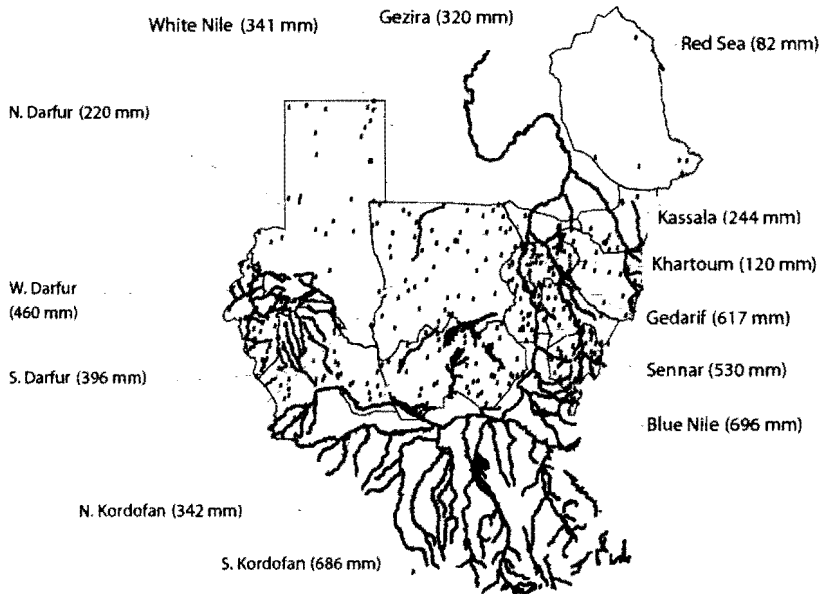 White Nile (341 mm)
Gezira (320 mm)
Red Sea (82 mm)
N. Darfur (220 mm)
Kassala (244 mm)
Khartoum (120 mm)
W. Darfur
(460 mm)
Gedarif (617 mm)
Sennar (530 mm)
S. Darfur (396 mm)
Blue Nile (696 mm)
N. Kordofan (342 mm)
S. Kordofan (686 mm)